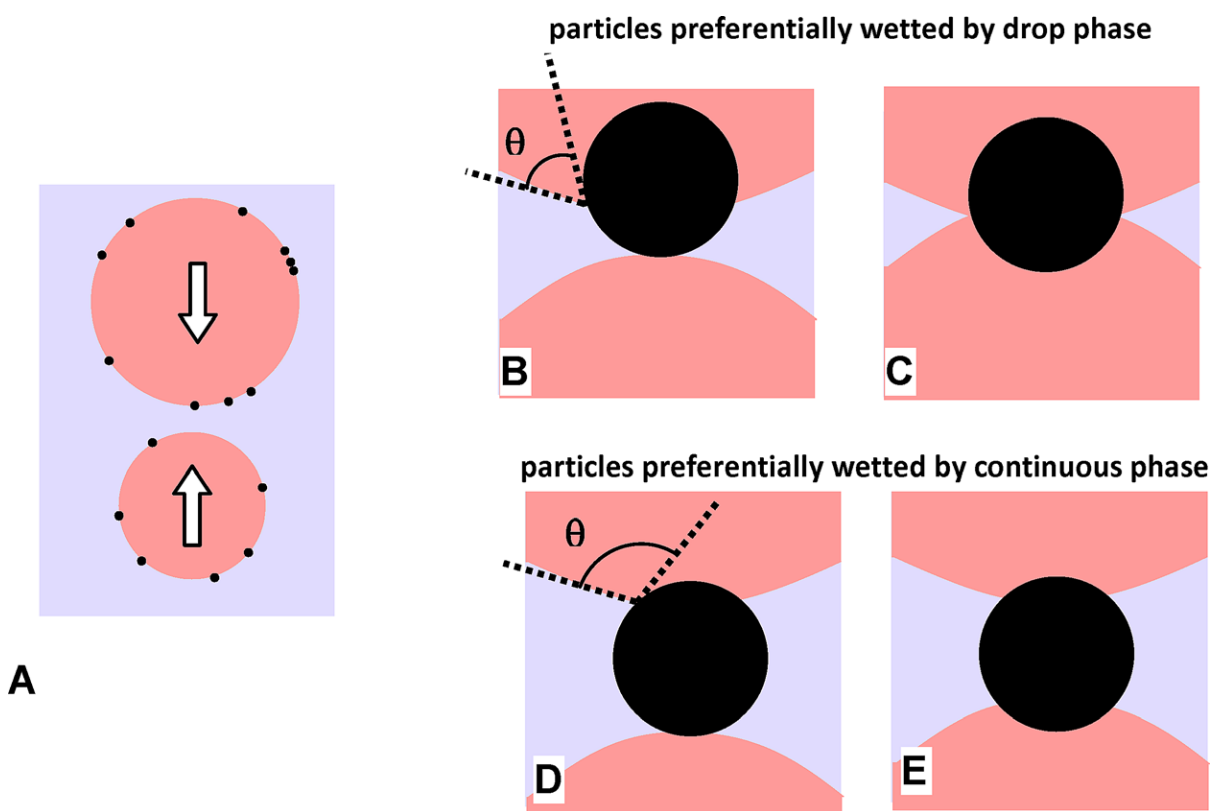 particles preferentially wetted by drop phase
θ
B
C
particles preferentially wetted by continuous phase
θ
A
D
E